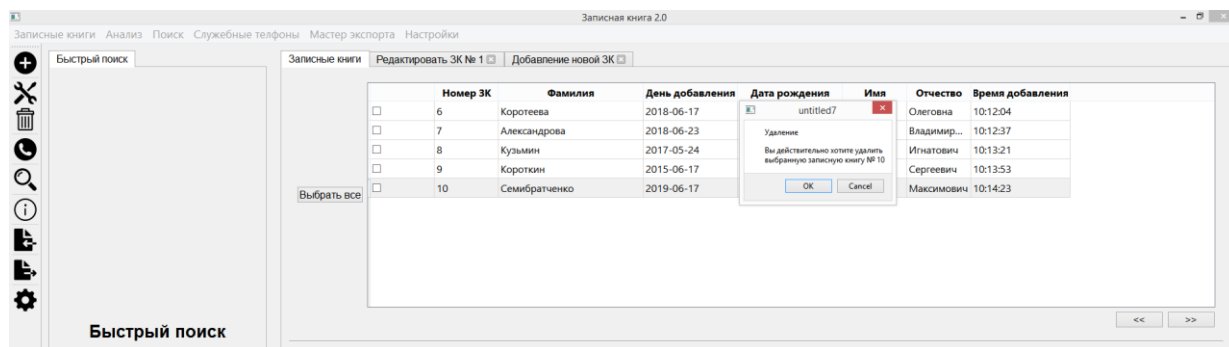 Записная книга 2.0
Записные книги Анализ Поиск Служебные телефоны Мастер экспорта Настройки
Быстрый поиск
Записные книги Редактировать ЗК № 1 Добавление новой ЗК
Номер ЗК Фамилия День добавления Дата рождения Имя Отчество Время добавления
6 Коротеева 2018-06-17 Олеговна 10:12:04
7 Александрова 2018-06-23 Владимир... 10:12:37
8 Кузьмин 2017-05-24 Игнатович 10:13:21
9 Короткин 2015-06-17 Сергеевич 10:13:53
10 Семибратченко 2019-06-17 Максимович 10:14:23
Выбрать все
untitled7
Удаление
Вы действительно хотите удалить
выбранную записную книгу № 10
OK Cancel
<< >>
Быстрый поиск